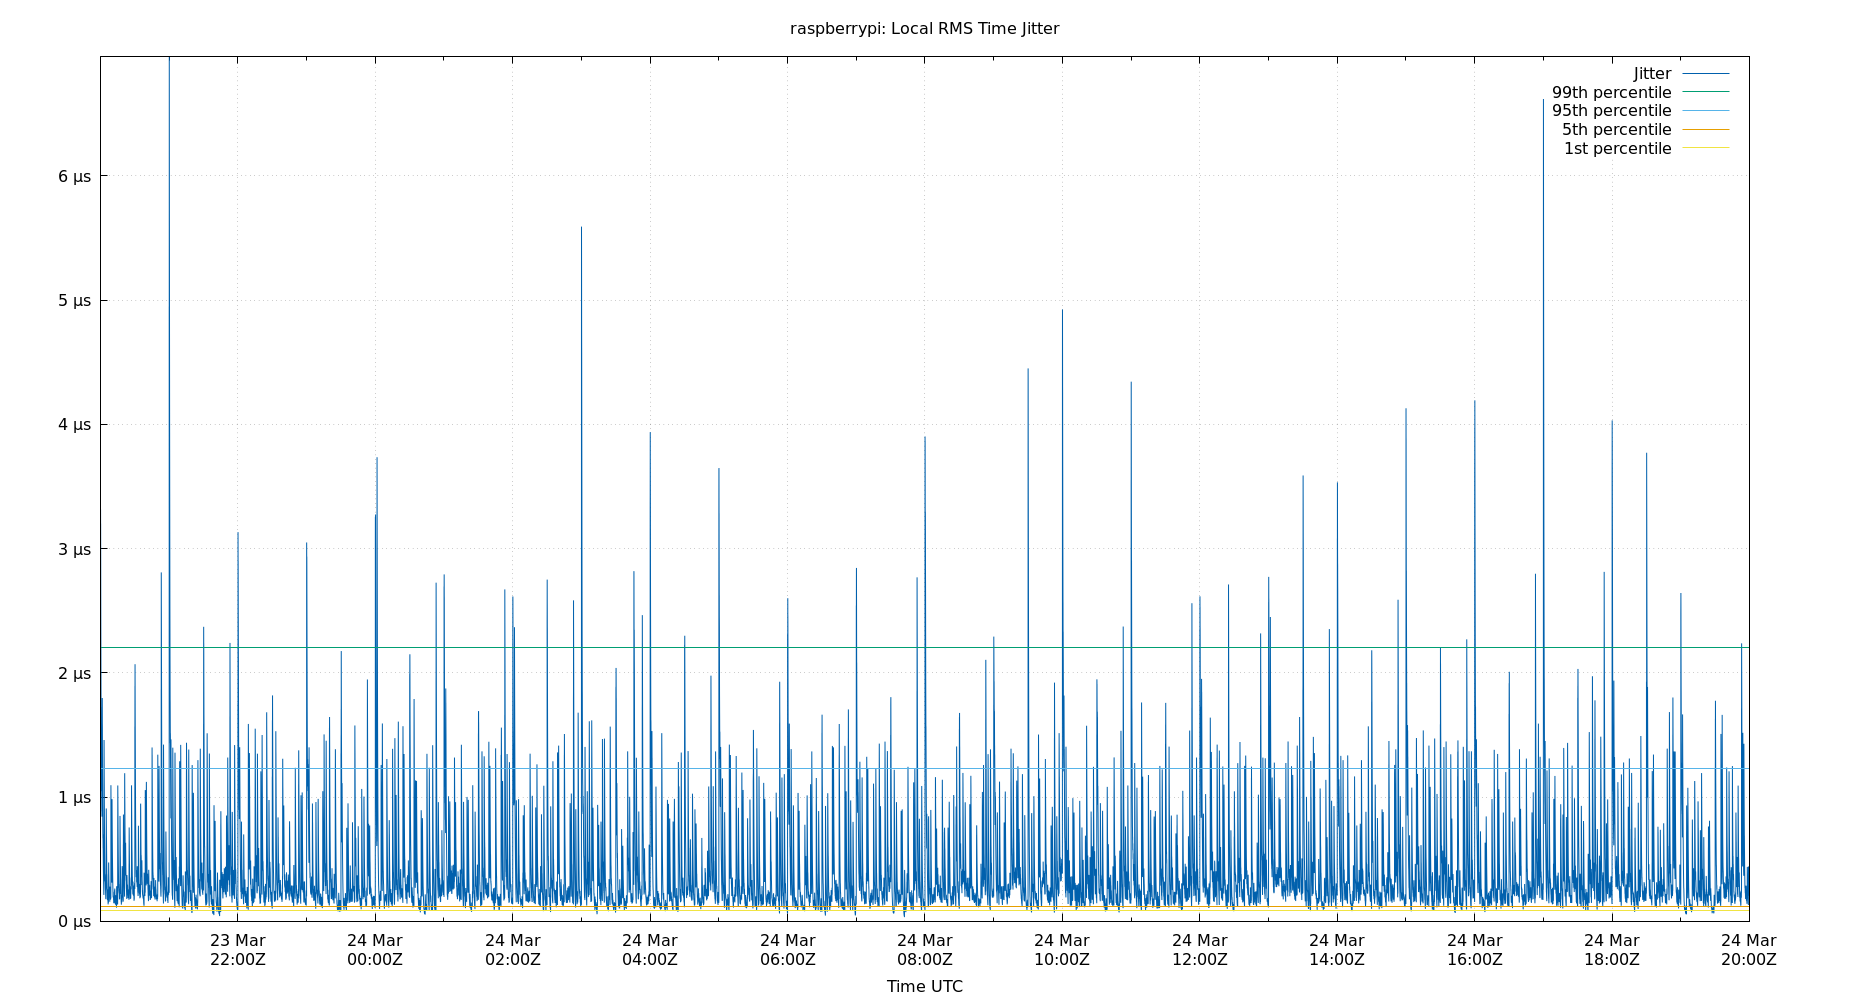 raspberrypi: Local RMS Time Jitter
Jitter
99th percentile
95th percentile
5th percentile
1st percentile
6 µs
5 µs
4 µs
3 µs
2 µs
1 µs
0 µs
23 Mar 24 Mar 24 Mar 24 Mar 24 Mar 24 Mar 24 Mar 24 Mar 24 Mar 24 Mar 24 Mar 24 Mar
22:00Z 00:00Z 02:00Z 04:00Z 06:00Z 08:00Z 10:00Z 12:00Z 14:00Z 16:00Z 18:00Z 20:00Z
Time UTC